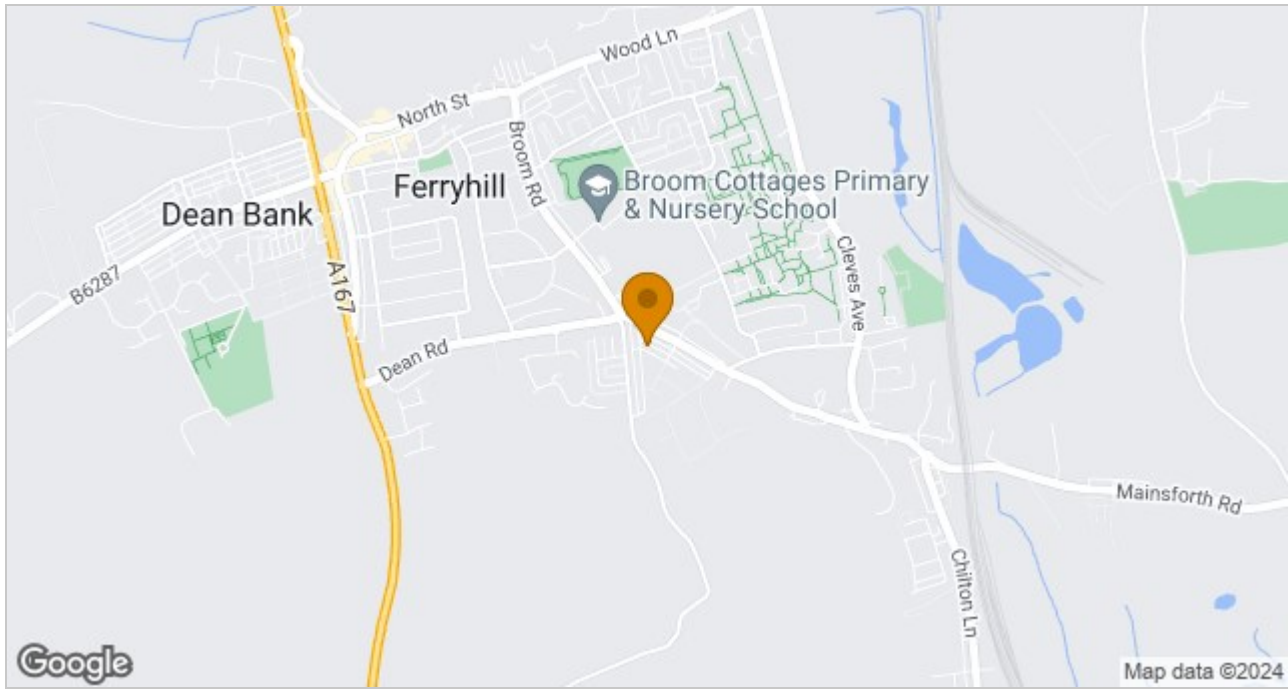 Wood Ln
North St
Broom Rd
Ferryhill
Broom Cottages Primary
& Nursery School
Dean Bank
Cleves Ave
B6287
A167
Dean Rd
Mainsforth Rd
Chilton Ln
Google
Map data ©2024